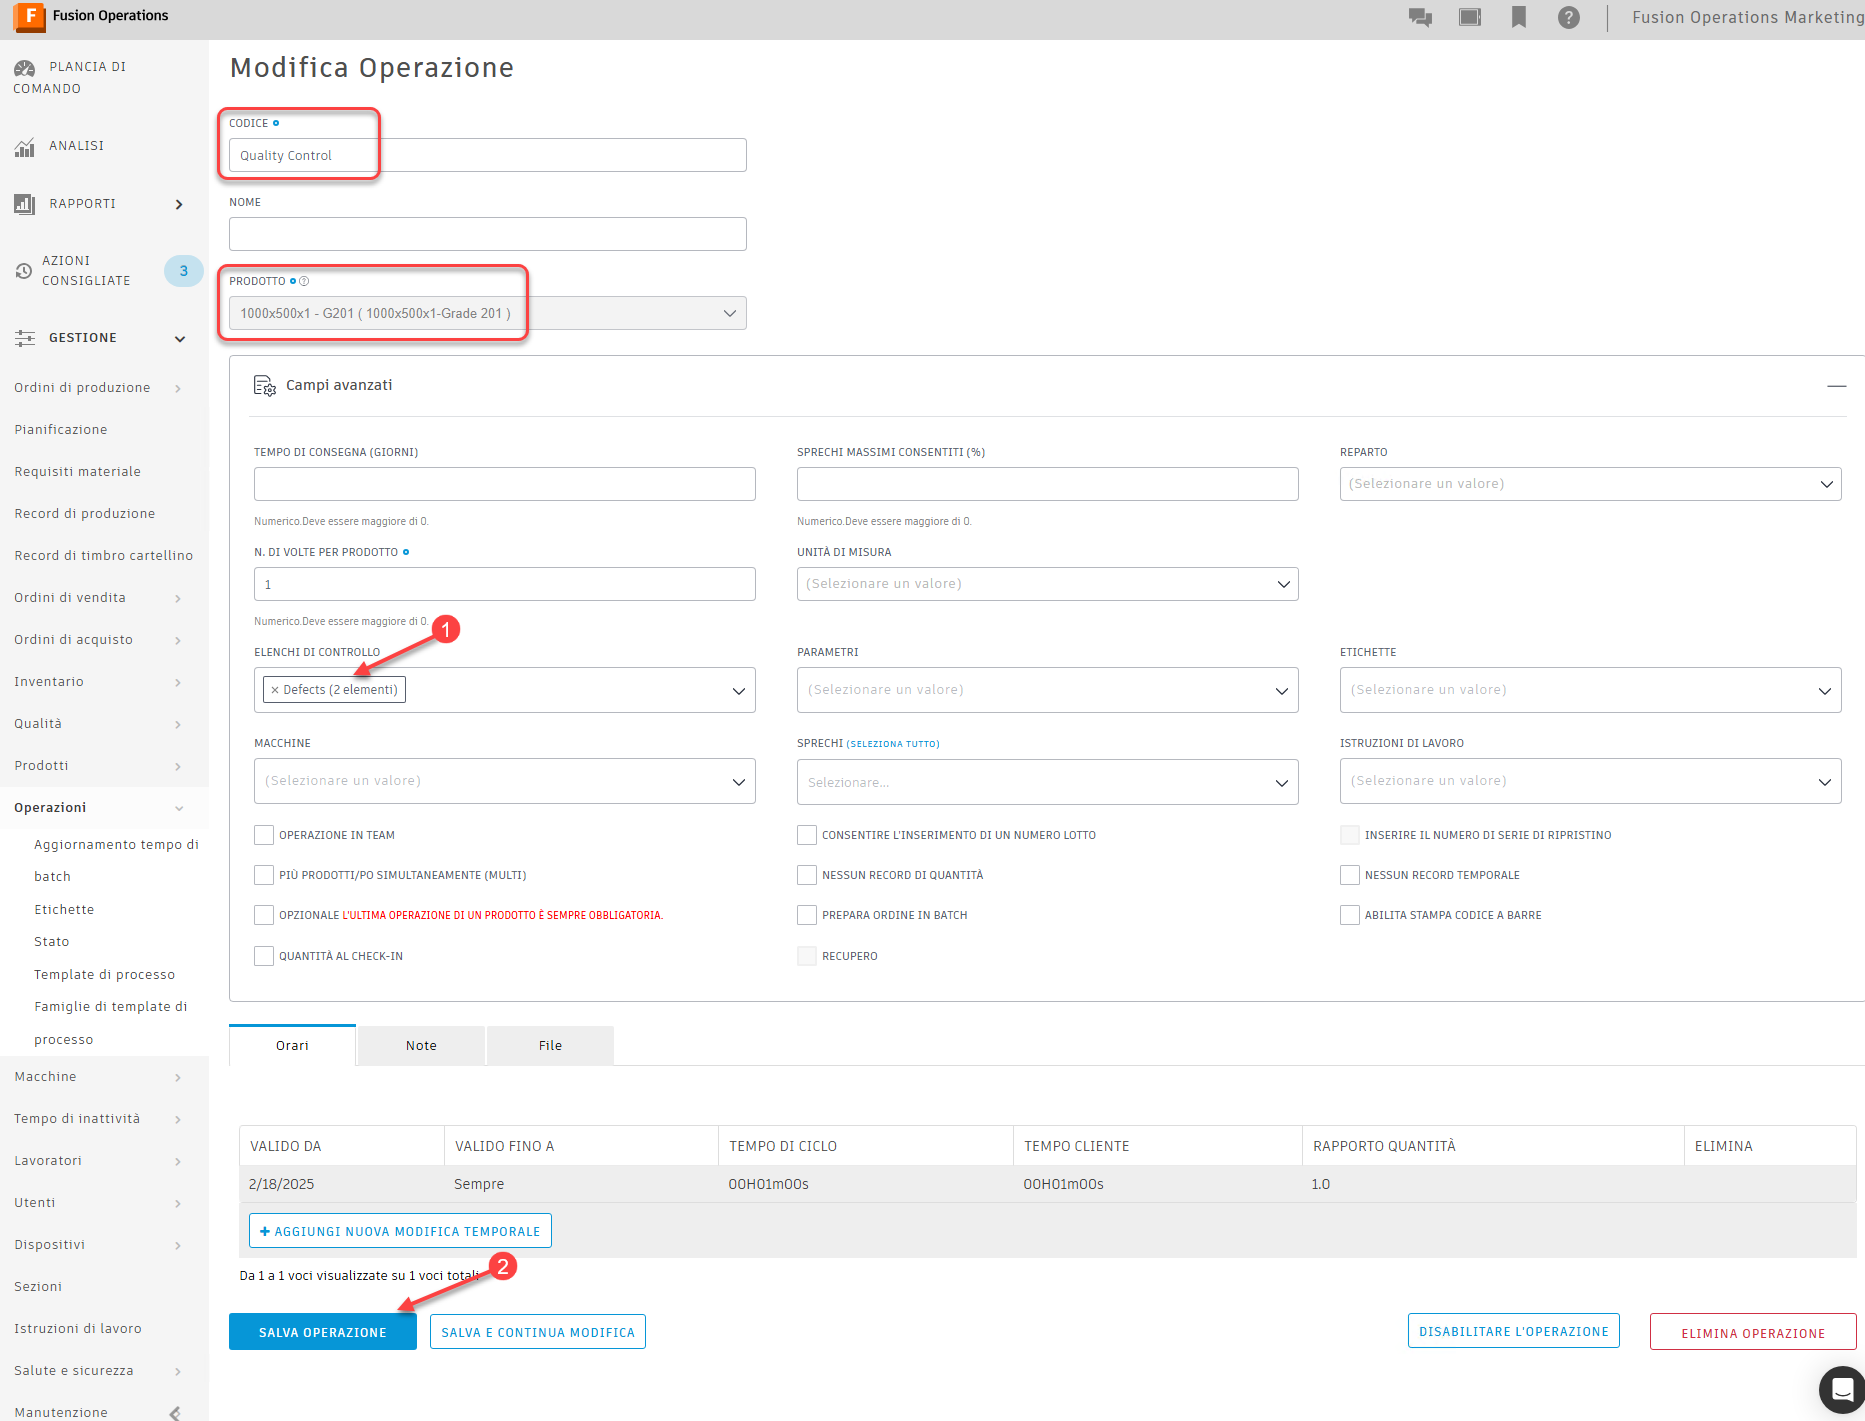 F
Fusion Operations
Fusion Operations Marketing
PLANCIA DI
COMANDO
ANALISI
RAPPORTI
AZIONI
CONSIGLIATE
3
GESTIONE
Ordini di produzione
Pianificazione
Requisiti materiale
Record di produzione
Record di timbro cartellino
Ordini di vendita
Ordini di acquisto
Inventario
Qualità
Prodotti
Operazioni
Aggiornamento tempo di
batch
Etichette
Stato
Template di processo
Famiglie di template di
processo
Macchine
Tempo di inattività
Lavoratori
Utenti
Dispositivi
Sezioni
Istruzioni di lavoro
Salute e sicurezza
Manutenzione
Modifica Operazione
CODICE
Quality Control
NOME
PRODOTTO
1000x500x1 - G201 ( 1000x500x1-Grade 201 )
Campi avanzati
TEMPO DI CONSEGNA (GIORNI)
Numerico.Deve essere maggiore di 0.
SPRECHI MASSIMI CONSENTITI (%)
Numerico.Deve essere maggiore di 0.
REPARTO
(Selezionare un valore)
N. DI VOLTE PER PRODOTTO
1
Numerico.Deve essere maggiore di 0.
UNITÀ DI MISURA
(Selezionare un valore)
1
ELENCHI DI CONTROLLO
× Defects (2 elementi)
PARAMETRI
(Selezionare un valore)
ETICHETTE
(Selezionare un valore)
MACCHINE
(Selezionare un valore)
SPRECHI (SELEZIONA TUTTO)
Selezionare...
ISTRUZIONI DI LAVORO
(Selezionare un valore)
OPERAZIONE IN TEAM
CONSENTIRE L'INSERIMENTO DI UN NUMERO LOTTO
INSERIRE IL NUMERO DI SERIE DI RIPRISTINO
PIÙ PRODOTTI/PO SIMULTANEAMENTE (MULTI)
NESSUN RECORD DI QUANTITÀ
NESSUN RECORD TEMPORALE
OPZIONALE L'ULTIMA OPERAZIONE DI UN PRODOTTO È SEMPRE OBBLIGATORIA.
PREPARA ORDINE IN BATCH
ABILITA STAMPA CODICE A BARRE
QUANTITÀ AL CHECK-IN
RECUPERO
Orari
Note
File
VALIDO DA
VALIDO FINO A
TEMPO DI CICLO
TEMPO CLIENTE
RAPPORTO QUANTITÀ
ELIMINA
2/18/2025
Sempre
00H01m00s
00H01m00s
1.0
+ AGGIUNGI NUOVA MODIFICA TEMPORALE
Da 1 a 1 voci visualizzate su 1 voci totali
2
SALVA OPERAZIONE
SALVA E CONTINUA MODIFICA
DISABILITARE L'OPERAZIONE
ELIMINA OPERAZIONE